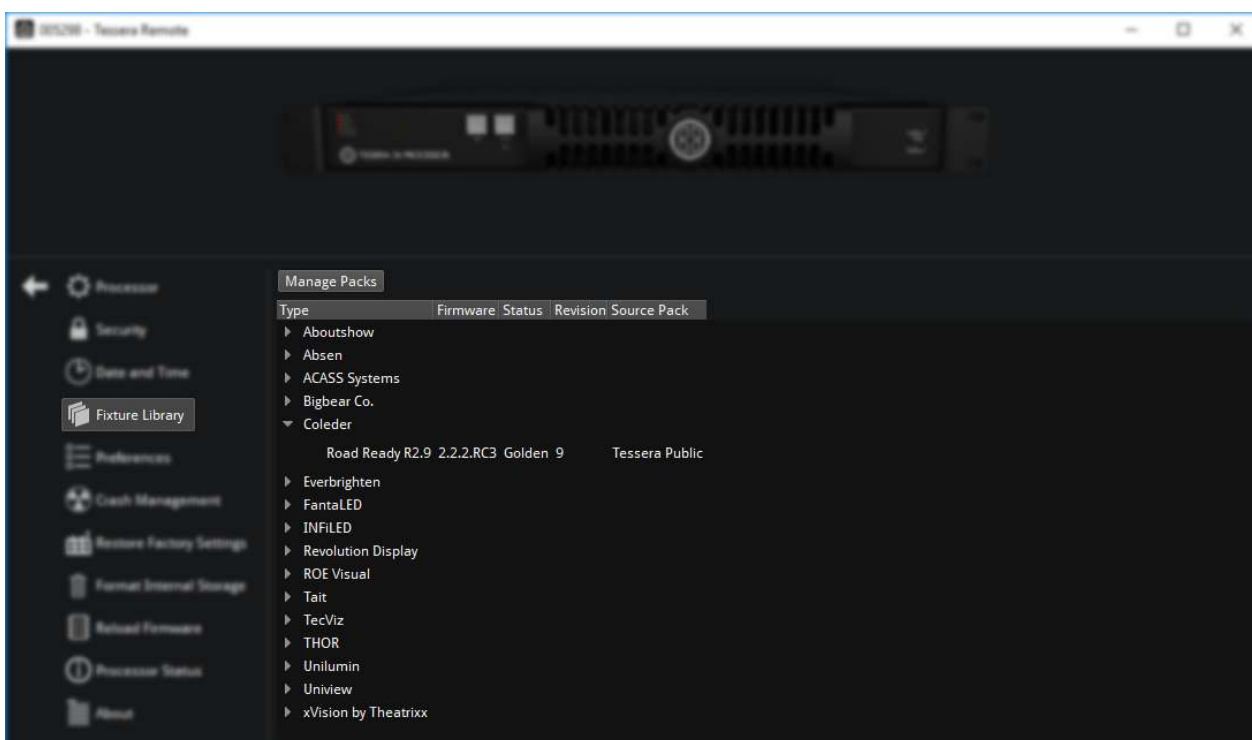 Tessera Remote
Processor
Manage Packs
Type Firmware Status Revision Source Pack
Aboutshow
Security
Absen
Date and Time
ACASS Systems
Bigbear Co.
Fixture Library
Coleder
Road Ready R2.9 2.2.2.RC3 Golden 9 Tessera Public
Preferences
Everbrighten
Crash Management
FantaLED
INFiLED
Restore Factory Settings
Revolution Display
ROE Visual
Format Internal Storage
Tait
TecViz
Reload Firmware
THOR
Unilumin
Processor Status
Uniview
About
xVision by Theatrixx